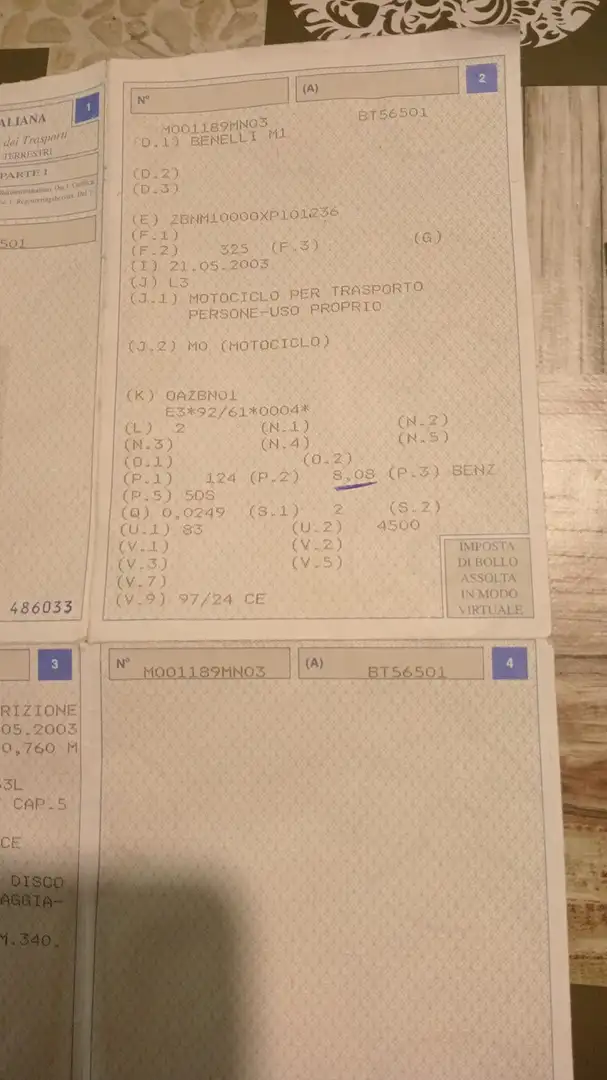 ALIANA
1
dei Trasporti
TERRESTRI
PARTE I
501
486033
N° (A) 2
M001189MN03 BT56501
(D.1) BENELLI M1
(D.2)
(D.3)
(E) ZBNM10000XP101236
(F.1)
(F.2) 325 (F.3) (G)
(I) 21.05.2003
(J) L3
(J.1) MOTOCICLO PER TRASPORTO
PERSONE-USO PROPRIO
(J.2) MO (MOTOCICLO)
(K) OAZBN01
E3*92/61*0004*
(L) 2 (N.1) (N.2)
(N.3) (N.4) (N.5)
(O.1) (O.2)
(P.1) 124 (P.2) 8,08 (P.3) BENZ
(P.5) 5DS
(Q) 0,0249 (S.1) 2 (S.2)
(U.1) 83 (U.2) 4500
(V.1) (V.2)
(V.3) (V.5)
(V.7)
(V.9) 97/24 CE
IMPOSTA
DI BOLLO
ASSOLTA
IN MODO
VIRTUALE
3
RIZIONE
05.2003
0,760 M
3L
CAP.5
CE
DISCO
AGGIA-
M.340.
N° M001189MN03 (A) BT56501 4